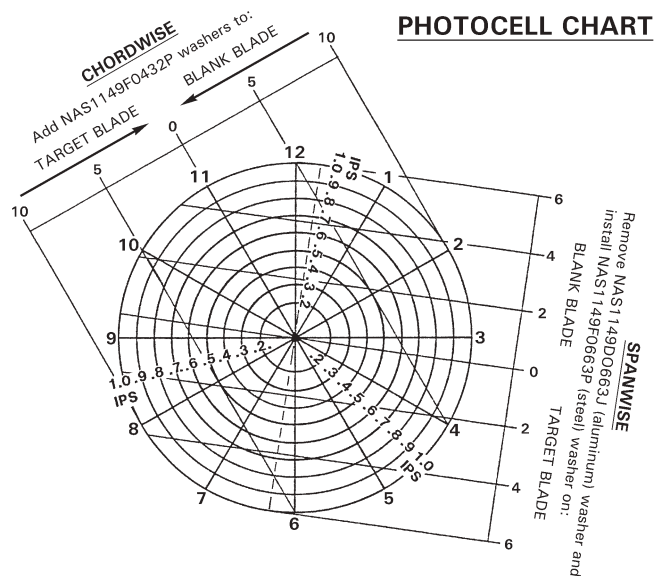 PHOTOCELL CHART
CHORDWISE
Add NAS1149F0432P washers to:
TARGET BLADE
BLANK BLADE
10
5
0
5
10
12
1
2
3
4
5
6
7
8
9
10
11
IPS
1.0 .9 .8 .7 .6 .5 .4 .3 .2
.2 .3 .4 .5 .6 .7 .8 .9 1.0
IPS
1.0 .9 .8 .7 .6 .5 .4 .3 .2
IPS
6
4
2
0
2
4
6
SPANWISE
Remove NAS1149DO663J (aluminum) washer and
install NAS1149F0663P (steel) washer on:
BLANK BLADE
TARGET BLADE